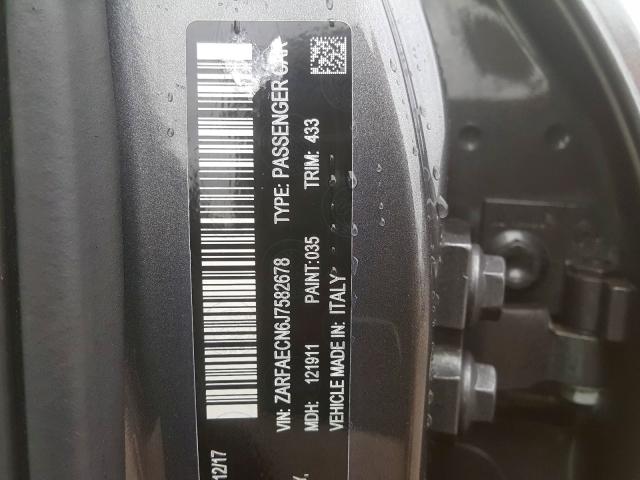 12/17
VIN: ZARFAECN6J7582678 TYPE: PASSENGER CAR
MDH: 121911 PAINT:035 TRIM: 433
VEHICLE MADE IN: ITALY